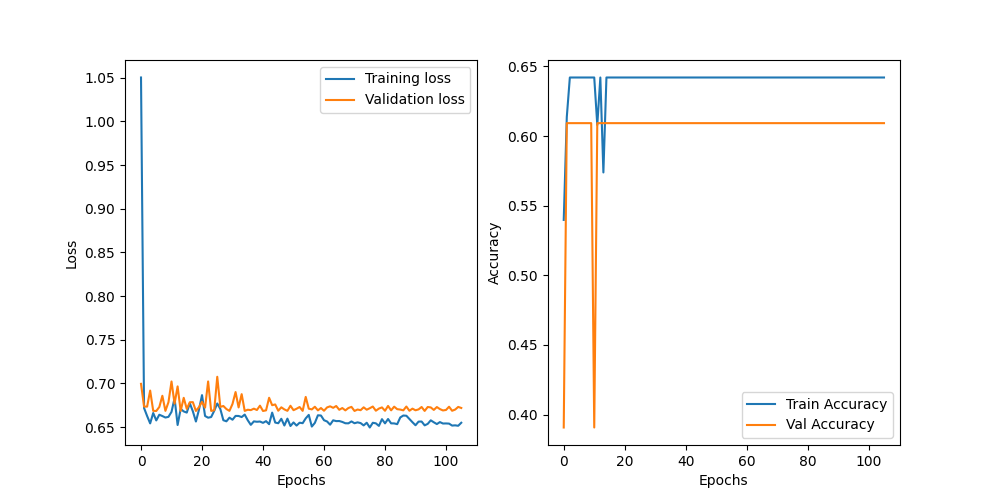 Training loss
Validation loss
1.05
1.00
0.95
0.90
0.85
0.80
0.75
0.70
0.65
Loss
0 20 40 60 80 100
Epochs
0.65
0.60
0.55
0.50
0.45
0.40
Accuracy
Train Accuracy
Val Accuracy
0 20 40 60 80 100
Epochs